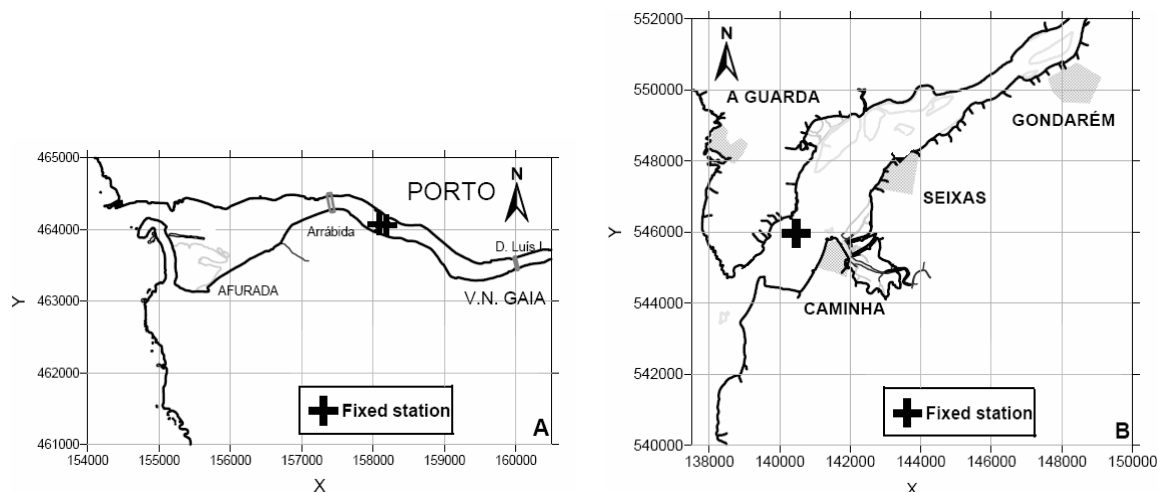 465000
464000
463000
462000
461000
Y
154000 155000 156000 157000 158000 159000 160000
X
PORTO
N
Arrábida
D. Luís I
AFURADA
V.N. GAIA
Fixed station
A
552000
550000
548000
546000
544000
542000
540000
Y
138000 140000 142000 144000 146000 148000 150000
X
N
A GUARDA
GONDARÉM
SEIXAS
CAMINHA
Fixed station
B